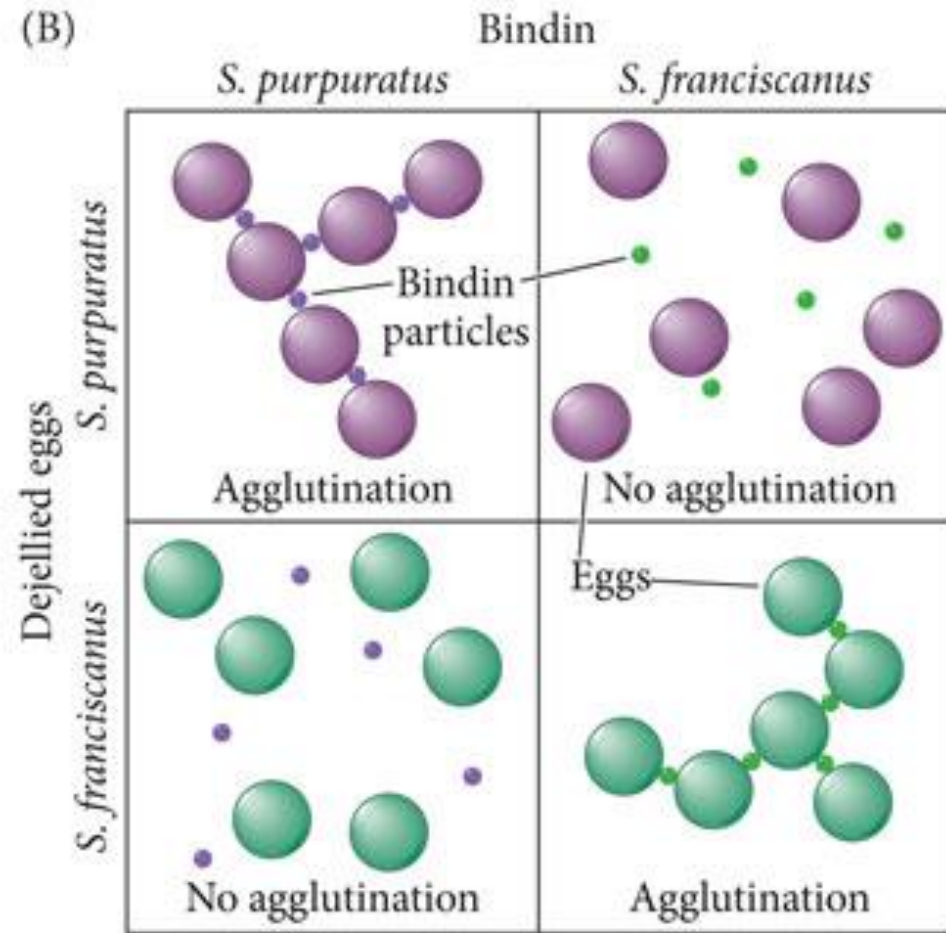 (B)
Bindin
S. purpuratus
S. franciscanus
Dejellied eggs
S. purpuratus
Bindin
particles
Agglutination
No agglutination
S. franciscanus
Eggs
No agglutination
Agglutination